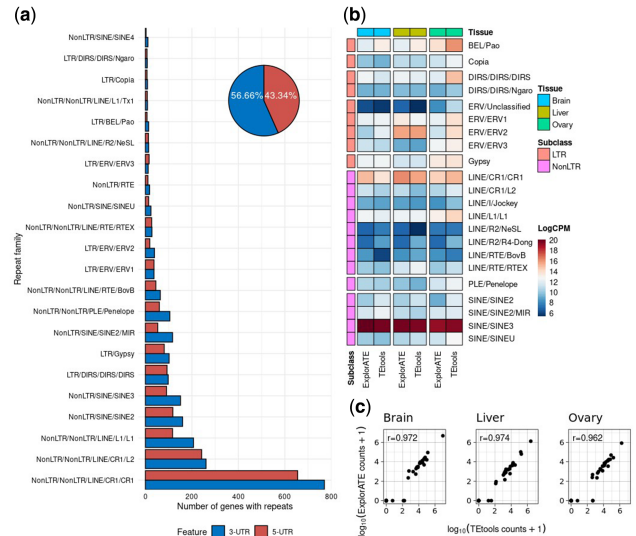 (a)
NonLTR/SINE/SINE4
LTR/DIRS/DIRS/Ngaro
LTR/Copia
NonLTR/NonLTR/LINE/L1/Tx1
LTR/BEL/Pao
NonLTR/NonLTR/LINE/R2/NeSL
LTR/ERV/ERV3
NonLTR/RTE
NonLTR/SINE/SINEU
NonLTR/NonLTR/LINE/RTE/RTEX
LTR/ERV/ERV2
LTR/ERV/ERV1
NonLTR/NonLTR/LINE/RTE/BovB
NonLTR/NonLTR/PLE/Penelope
NonLTR/SINE/SINE2/MIR
LTR/Gypsy
LTR/DIRS/DIRS/DIRS
NonLTR/SINE/SINE3
NonLTR/SINE/SINE2
NonLTR/NonLTR/LINE/L1/L1
NonLTR/NonLTR/LINE/CR1/L2
NonLTR/NonLTR/LINE/CR1/CR1
Repeat family
0 200 400 600 800
Number of genes with repeats
Feature 3-UTR 5-UTR
56.66% 43.34%
(b)
Tissue
BEL/Pao
Copia
DIRS/DIRS/DIRS
DIRS/DIRS/Ngaro
ERV/Unclassified
ERV/ERV1
ERV/ERV2
ERV/ERV3
Gypsy
LINE/CR1/CR1
LINE/CR1/L2
LINE/I/Jockey
LINE/L1/L1
LINE/R2/NeSL
LINE/R2/R4-Dong
LINE/RTE/BovB
LINE/RTE/RTEX
PLE/Penelope
SINE/SINE2
SINE/SINE2/MIR
SINE/SINE3
SINE/SINEU
Subclass
ExplorATE
TEtools
ExplorATE
TEtools
ExplorATE
TEtools
Tissue
Brain
Liver
Ovary
Subclass
LTR
NonLTR
LogCPM
20
18
16
14
12
10
8
6
(c)
Brain Liver Ovary
r=0.972 r=0.974 r=0.962
6
4
2
0
0 2 4 6 0 2 4 6 0 2 4 6
log10(ExplorATE counts + 1)
log10(TEtools counts + 1)